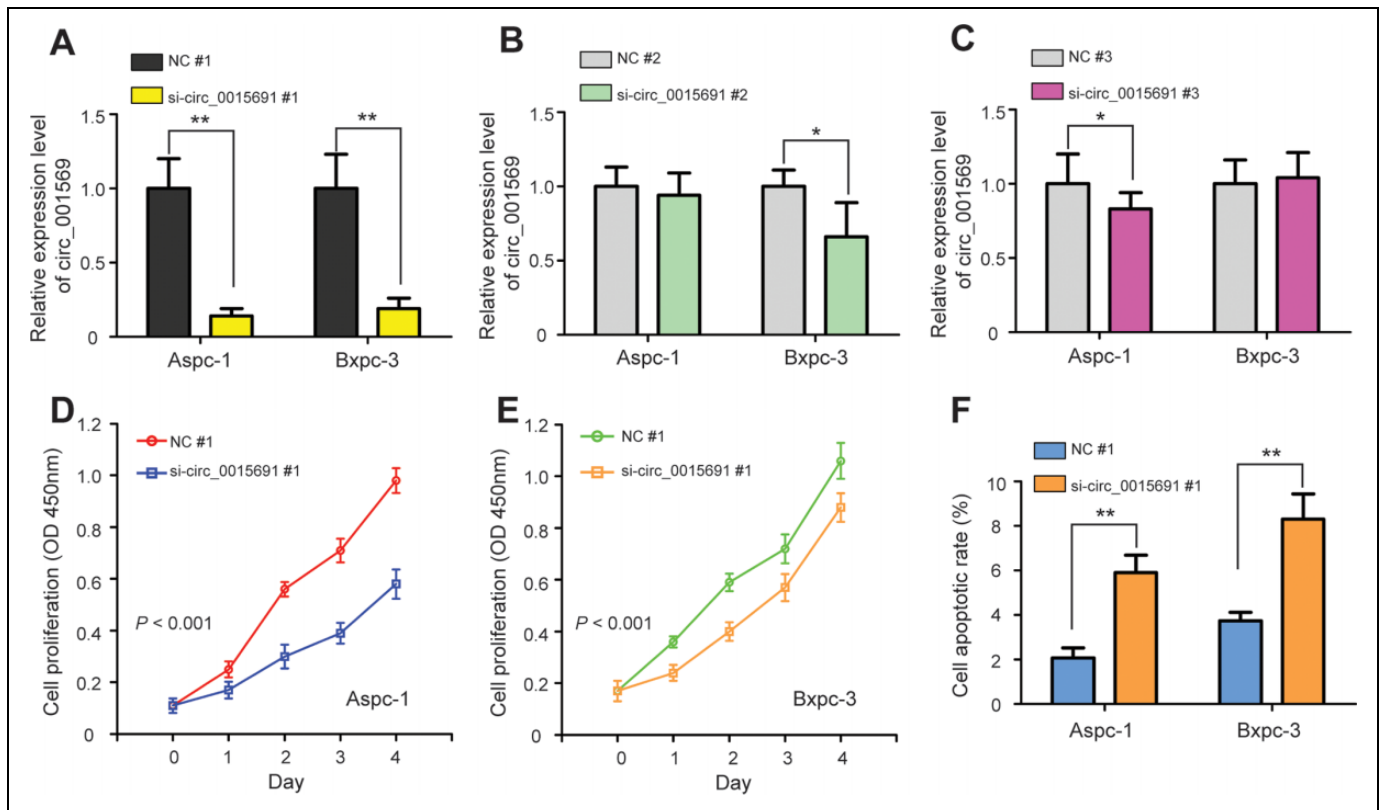 A
NC #1
si-circ_0015691 #1
Relative expression level
of circ_001569
1.5
1.0
0.5
0
**
**
Aspc-1
Bxpc-3
B
NC #2
si-circ_0015691 #2
Relative expression level
of circ_001569
1.5
1.0
0.5
0
*
Aspc-1
Bxpc-3
C
NC #3
si-circ_0015691 #3
Relative expression level
of circ_001569
1.5
1.0
0.5
0
*
Aspc-1
Bxpc-3
D
NC #1
si-circ_0015691 #1
Cell proliferation (OD 450nm)
1.2
1.0
0.8
0.6
0.4
0.2
0
P < 0.001
Aspc-1
0 1 2 3 4
Day
E
NC #1
si-circ_0015691 #1
Cell proliferation (OD 450nm)
1.2
1.0
0.8
0.6
0.4
0.2
0
P < 0.001
Bxpc-3
0 1 2 3 4
Day
F
NC #1
si-circ_0015691 #1
Cell apoptotic rate (%)
10
8
6
4
2
0
**
**
Aspc-1
Bxpc-3